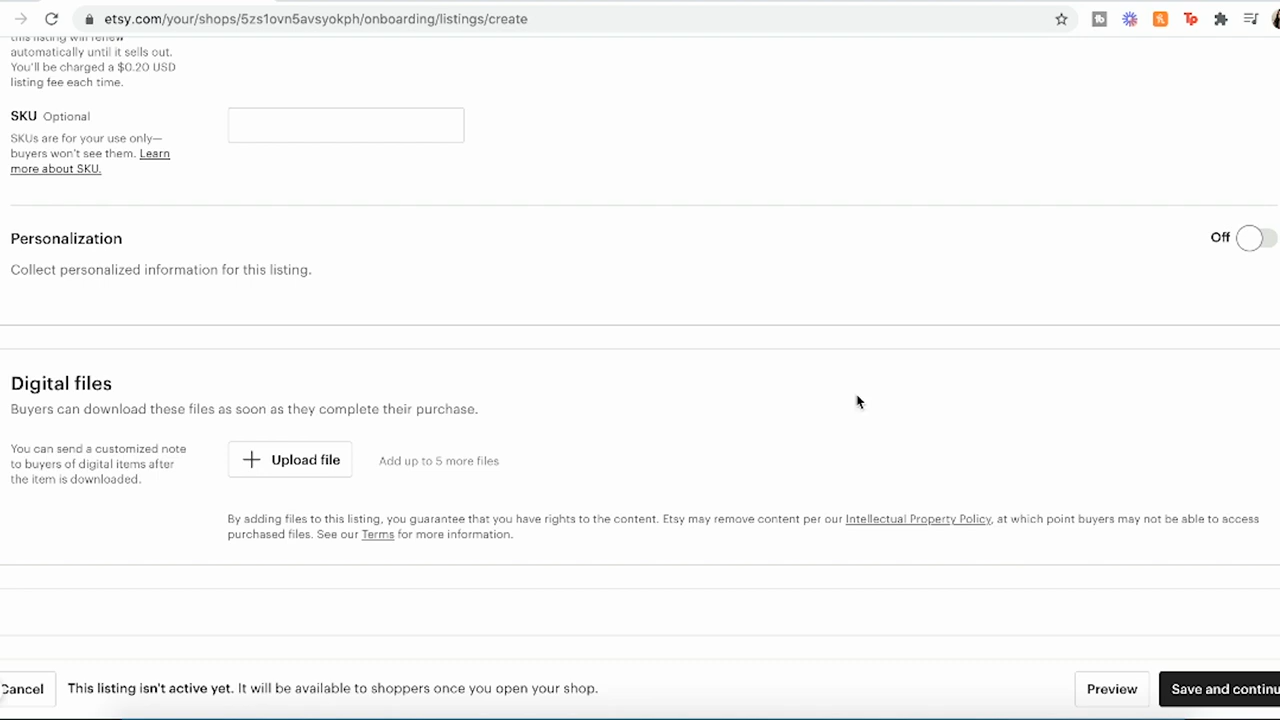 etsy.com/your/shops/5zs1ovn5avsyokph/onboarding/listings/create
this listing will renew
automatically until it sells out.
You'll be charged a $0.20 USD
listing fee each time.
SKU Optional
SKUs are for your use only—
buyers won't see them. Learn
more about SKU.
Personalization
Off
Collect personalized information for this listing.
Digital files
Buyers can download these files as soon as they complete their purchase.
You can send a customized note
to buyers of digital items after
the item is downloaded.
Upload file
Add up to 5 more files
By adding files to this listing, you guarantee that you have rights to the content. Etsy may remove content per our Intellectual Property Policy, at which point buyers may not be able to access
purchased files. See our Terms for more information.
Cancel
This listing isn't active yet. It will be available to shoppers once you open your shop.
Preview
Save and continu